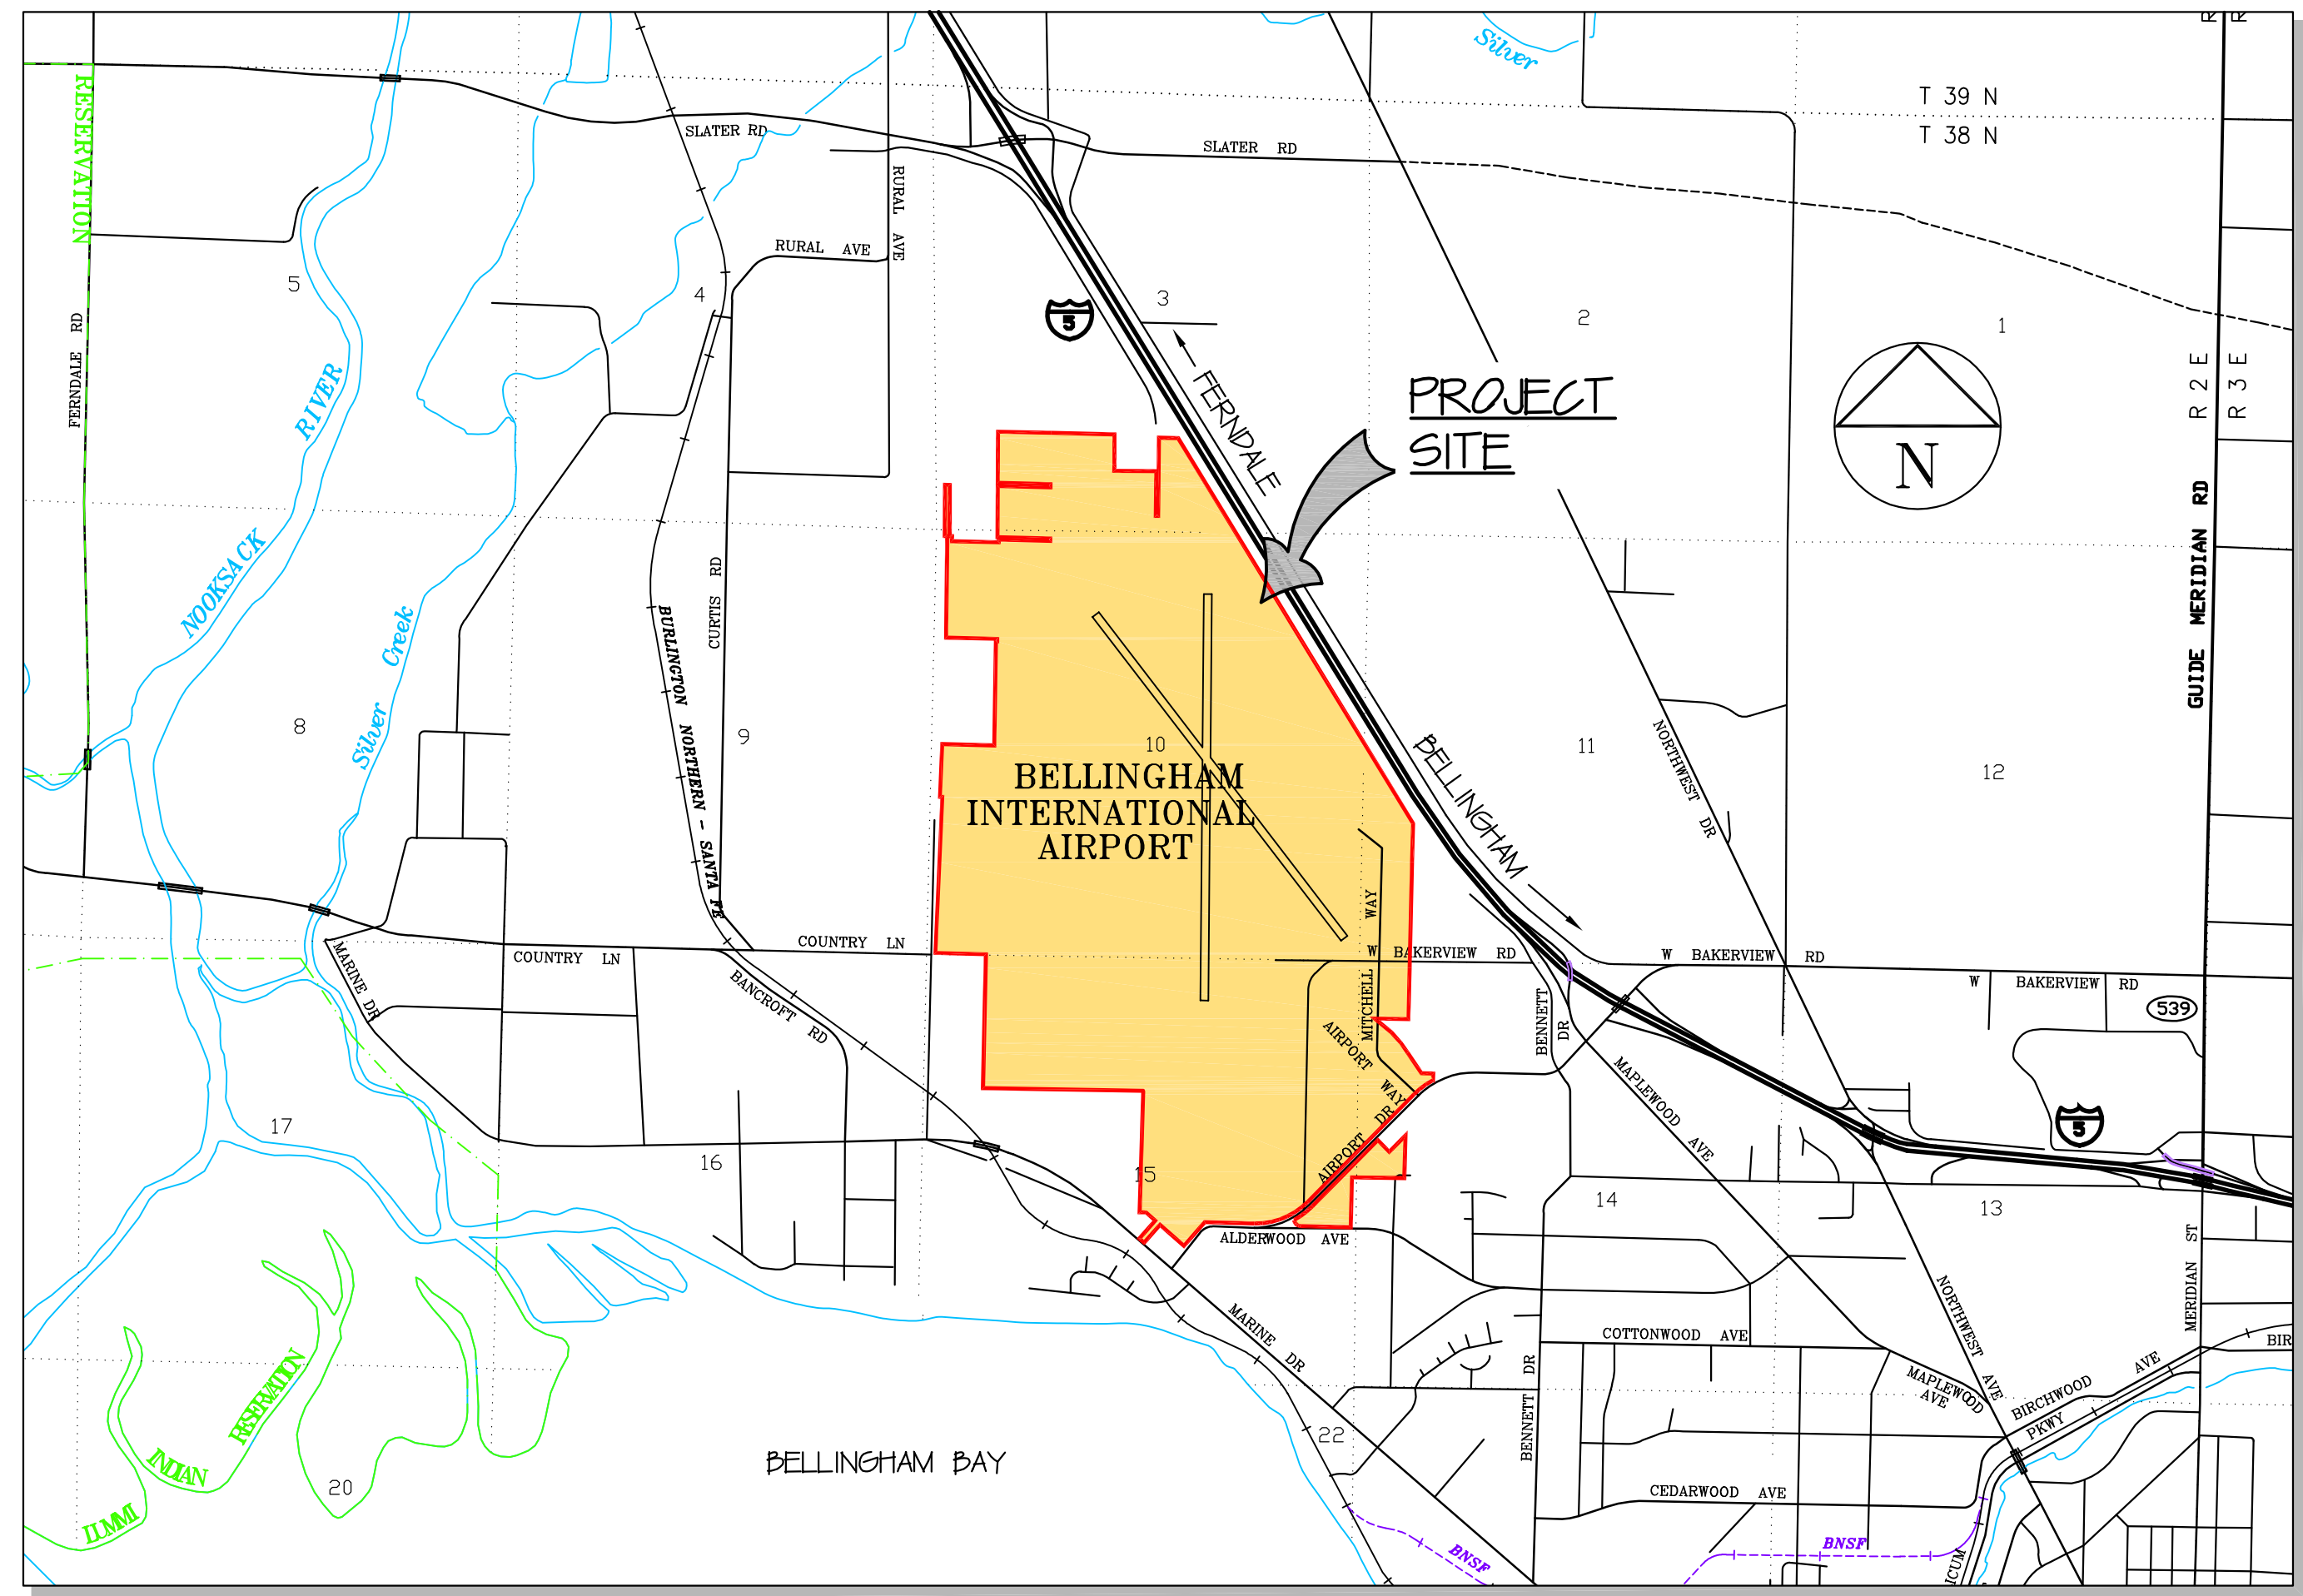 Silver
T 39 N
T 38 N
SLATER RD
SLATER RD
RESERVATION
RURAL AVE
RURAL AVE
5
4
3
2
1
5
FERNDALE RD
RIVER
NOOKSACK
FERNDALE
PROJECT
SITE
N
R 2 E
R 3 E
GUIDE MERIDIAN RD
CURTIS RD
Silver Creek
BURLINGTON NORTHERN - SANTA FE
8
9
10
11
12
BELLINGHAM
INTERNATIONAL
AIRPORT
BELLINGHAM
NORTHWEST DR
MITCHELL WAY
COUNTRY LN
COUNTRY LN
W BAKERVIEW RD
W BAKERVIEW RD
W BAKERVIEW RD
539
MARINE DR
BANCROFT RD
AIRPORT WAY
BENNETT DR
MAPLEWOOD AVE
AIRPORT DR
5
17
16
15
14
13
ALDERWOOD AVE
MERIDIAN ST
MARINE DR
NORTHWEST AVE
COTTONWOOD AVE
BIR
MAPLEWOOD
AVE
BIRCHWOOD AVE
PKWY
BENNETT DR
LUMMI INDIAN RESERVATION
20
22
BELLINGHAM BAY
CEDARWOOD AVE
BNSF
BNSF
ICUM